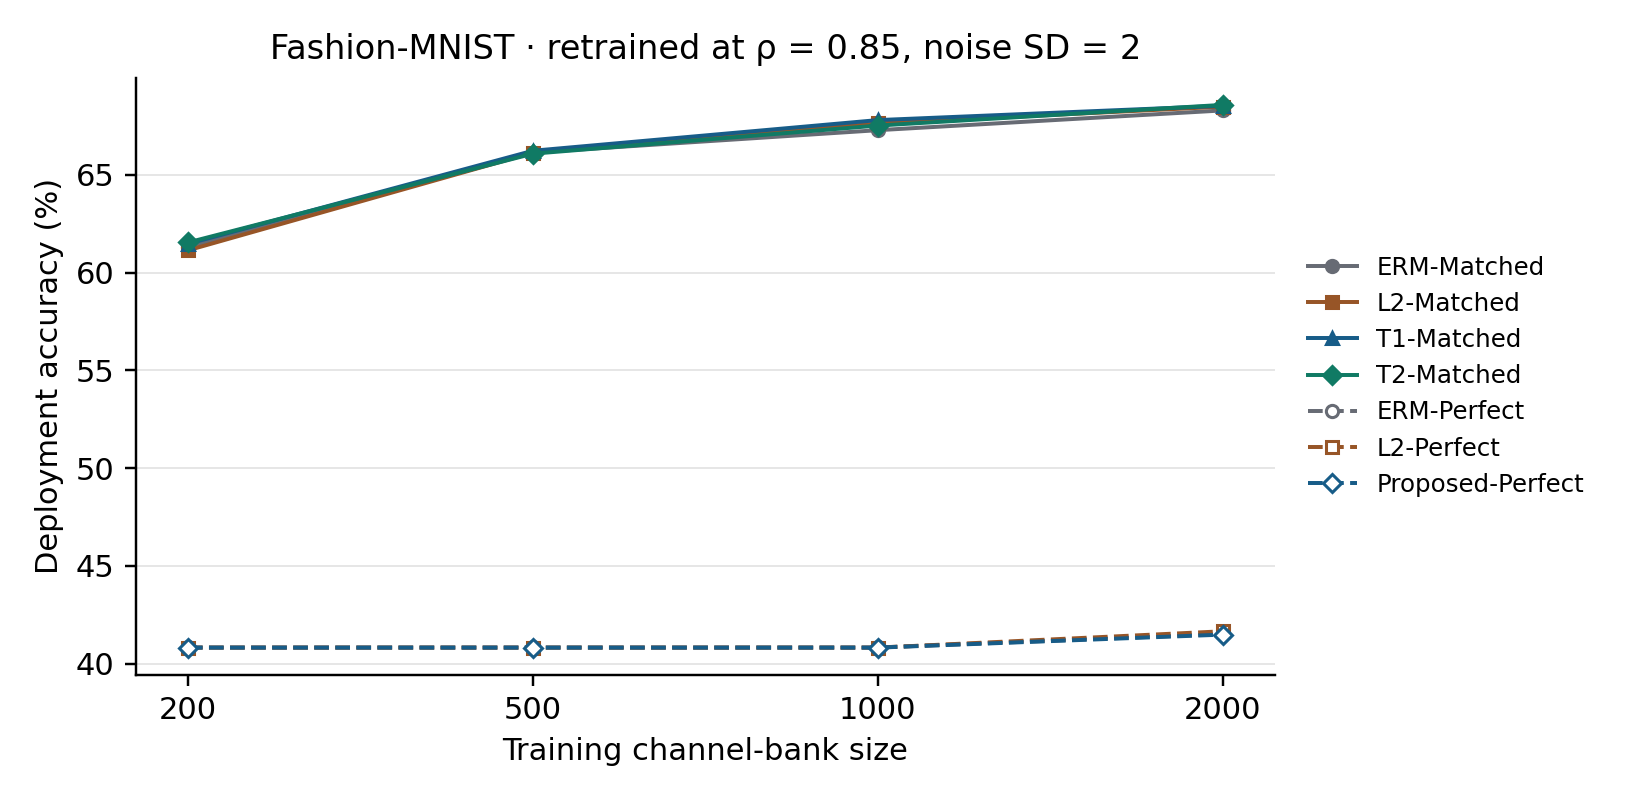 Fashion-MNIST · retrained at ρ = 0.85, noise SD = 2
Deployment accuracy (%)
65
60
55
50
45
40
200 500 1000 2000
Training channel-bank size
ERM-Matched
L2-Matched
T1-Matched
T2-Matched
ERM-Perfect
L2-Perfect
Proposed-Perfect